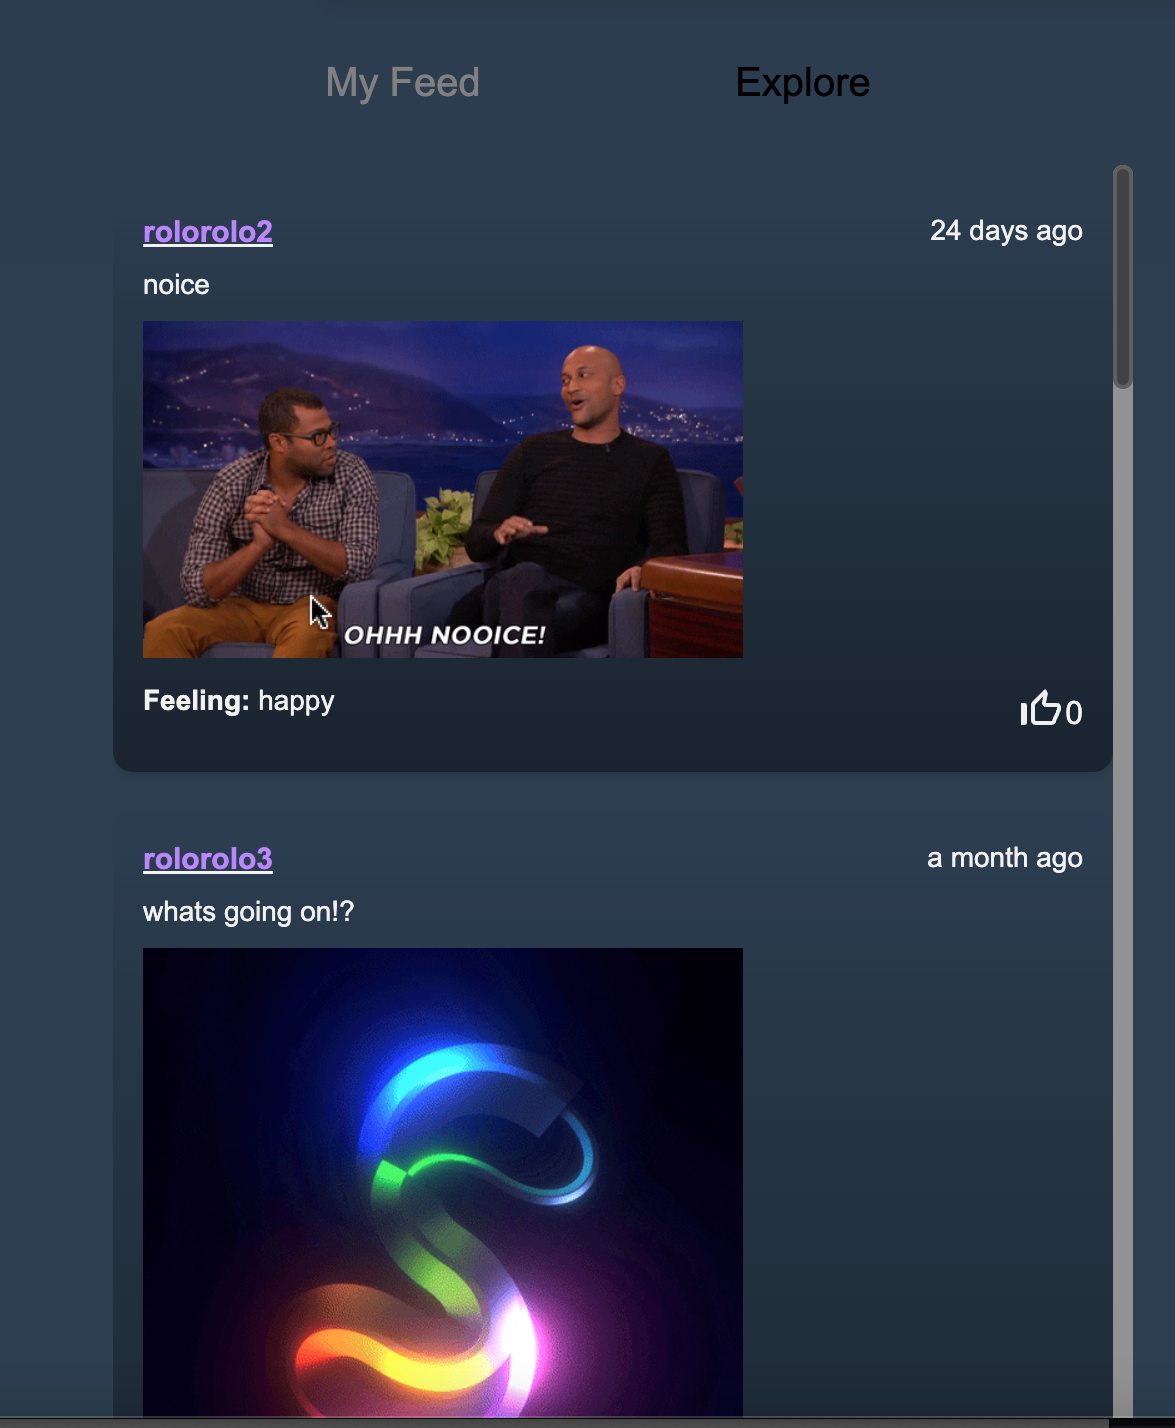 My Feed
Explore
rolorolo2
24 days ago
noice
OHHH NOOICE!
Feeling: happy
0
rolorolo3
a month ago
whats going on!?